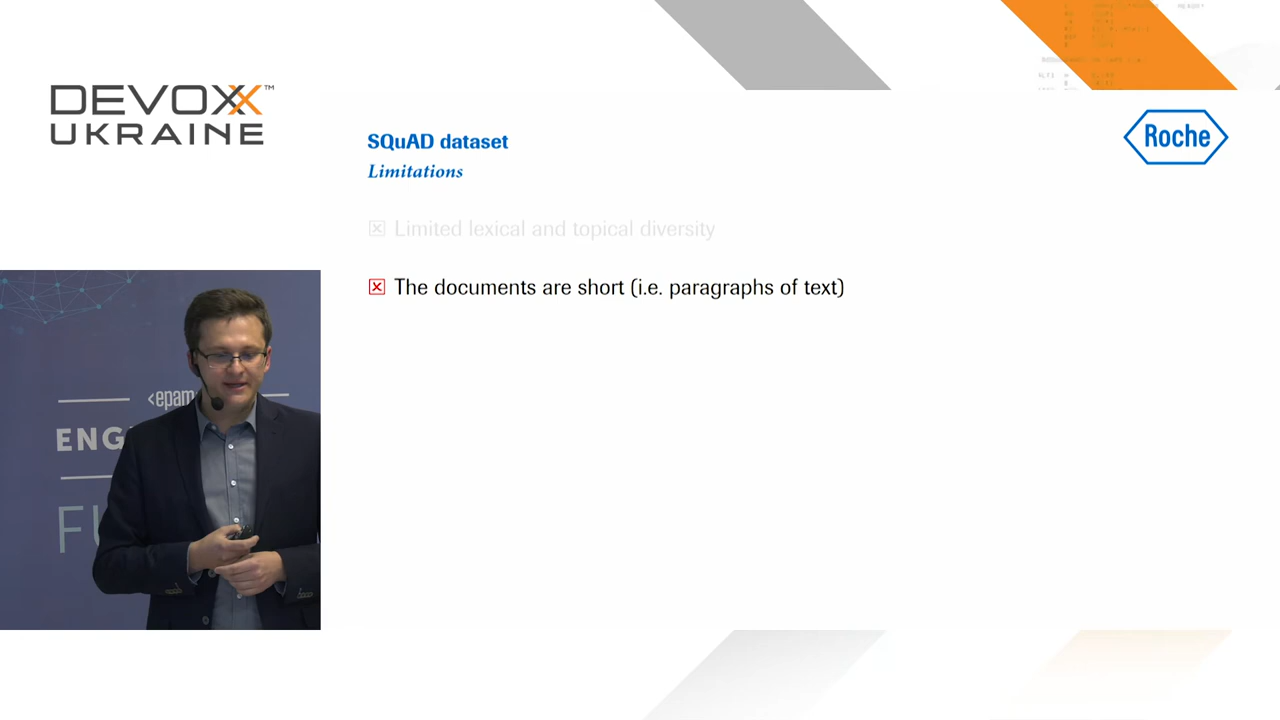 DEVOXX™
UKRAINE
SQuAD dataset
Limitations
Roche
☒ Limited lexical and topical diversity
☒ The documents are short (i.e. paragraphs of text)
<epam
ENG
FU